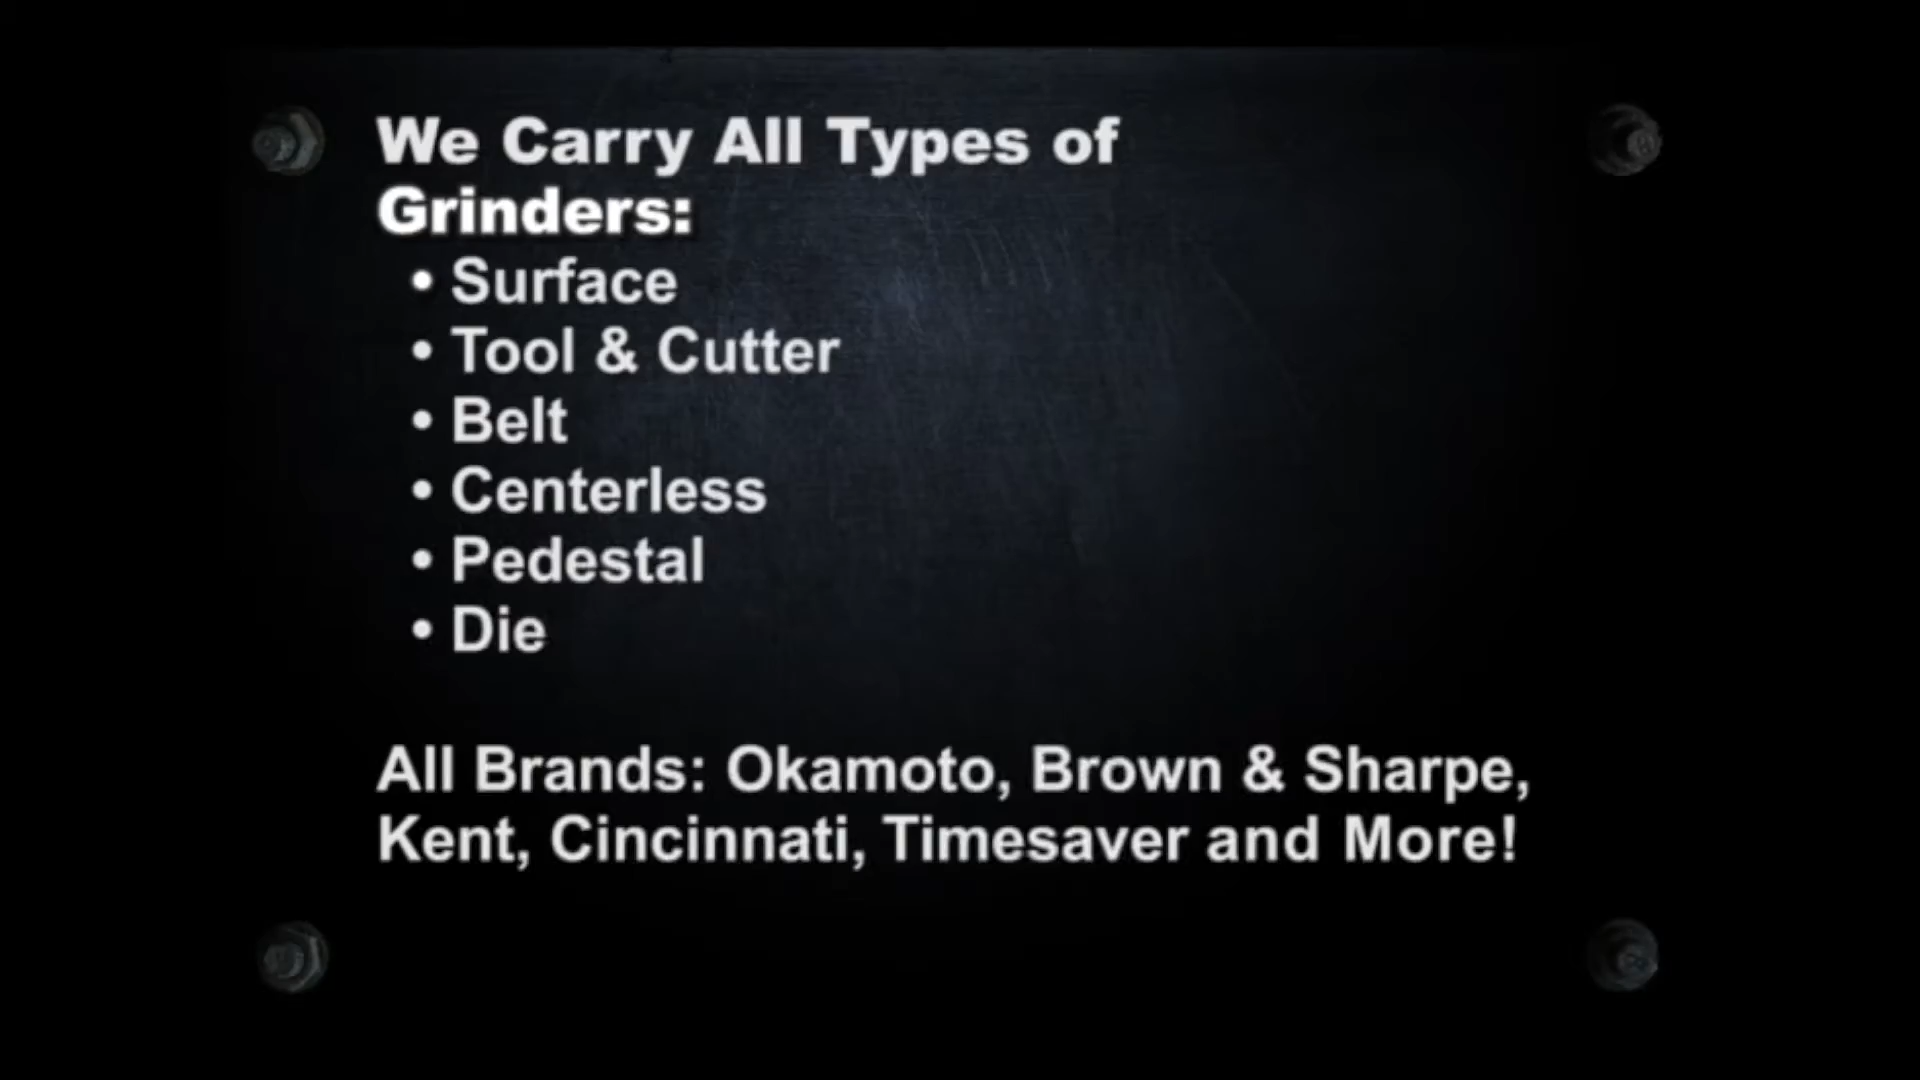 We Carry All Types of
Grinders:
• Surface
• Tool & Cutter
• Belt
• Centerless
• Pedestal
• Die
All Brands: Okamoto, Brown & Sharpe,
Kent, Cincinnati, Timesaver and More!